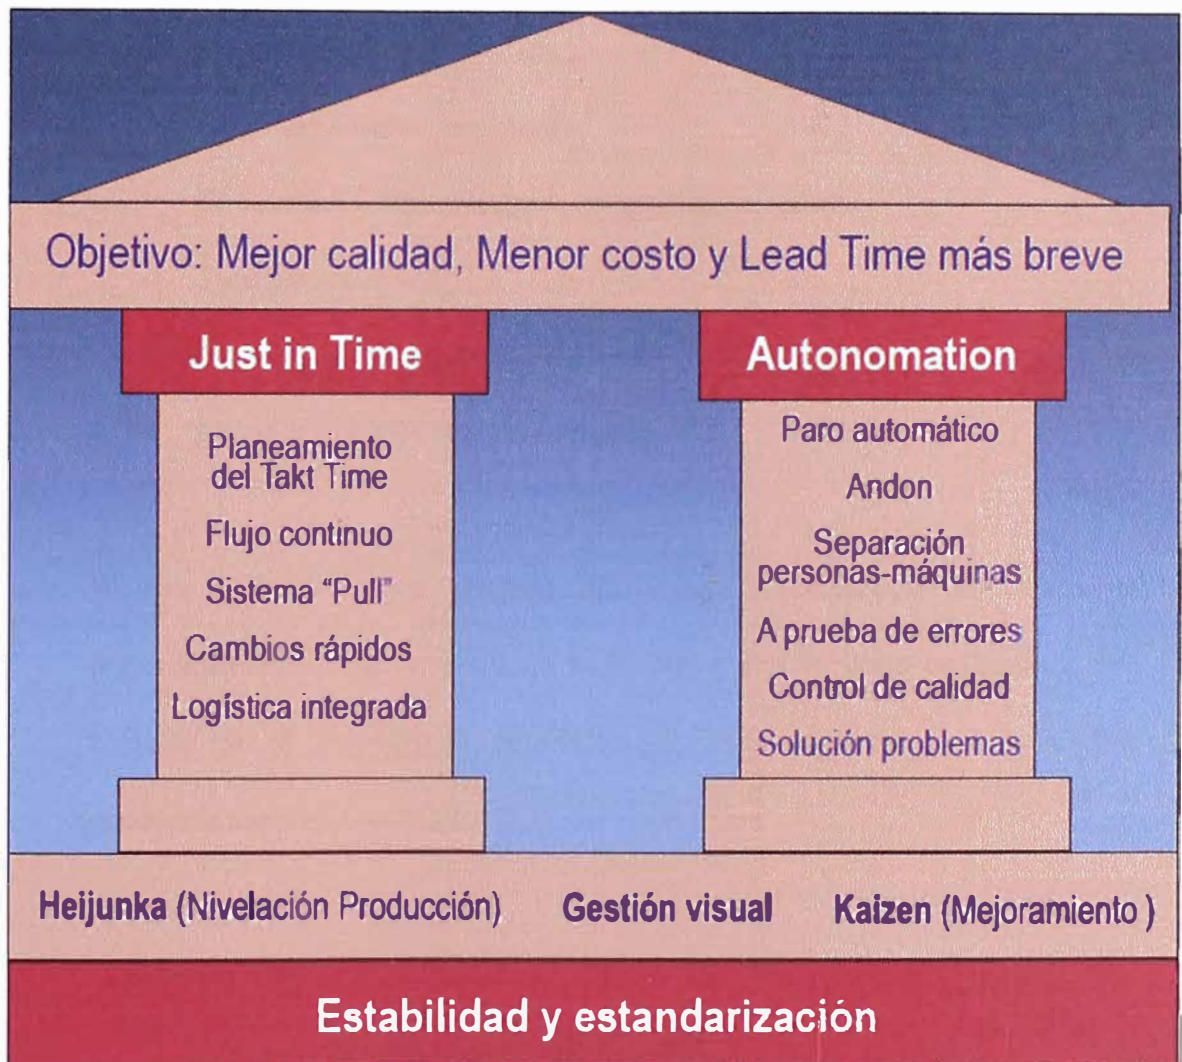 Objetivo: Mejor calidad, Menor costo y Lead Time más breve
Just in Time
Planeamiento
del Takt Time
Flujo continuo
Sistema “Pull”
Cambios rápidos
Logística integrada
Autonomation
Paro automático
Andon
Separación
personas-máquinas
A prueba de errores
Control de calidad
Solución problemas
Heijunka (Nivelación Producción) Gestión visual Kaizen (Mejoramiento )
Estabilidad y estandarización